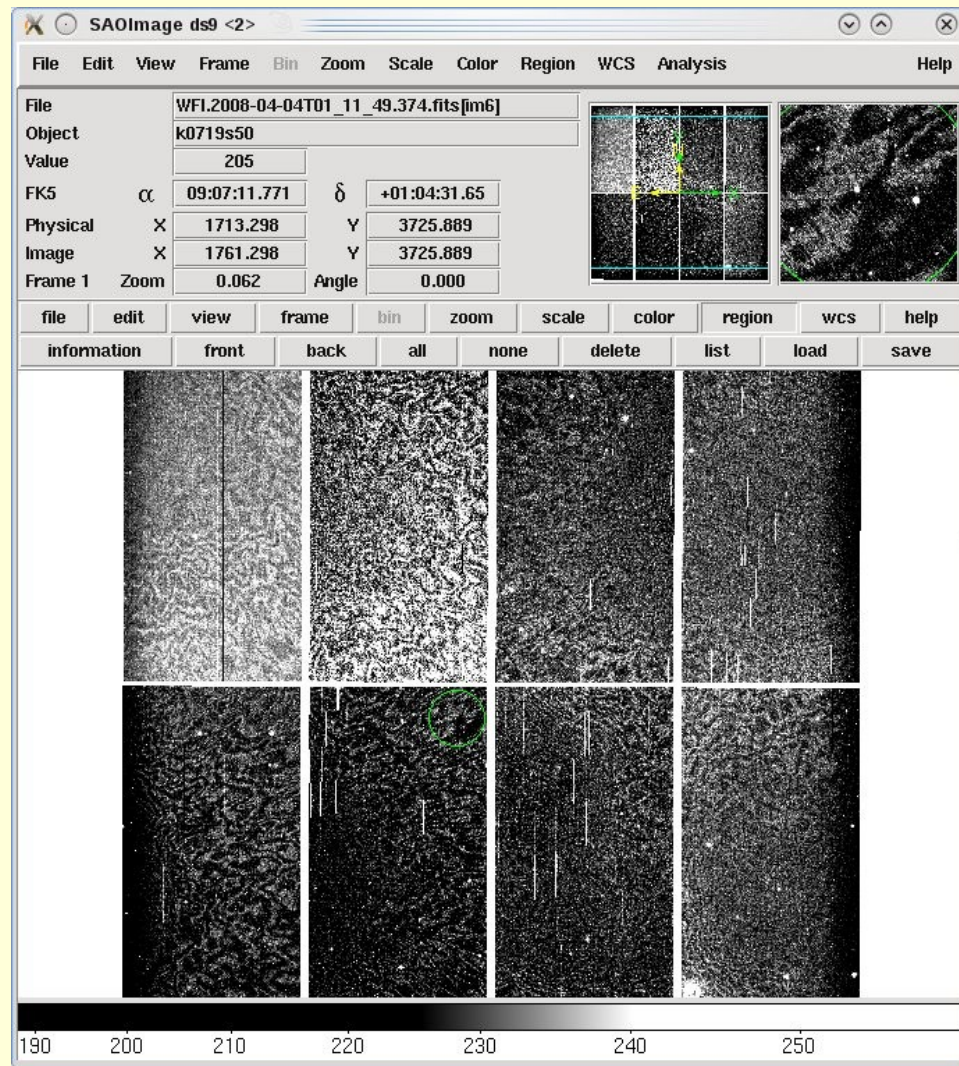 SAOImage ds9 <2>
File Edit View Frame Bin Zoom Scale Color Region WCS Analysis Help
File WFI.2008-04-04T01_11_49.374.fits[im6]
Object k0719s50
Value 205
FK5 α 09:07:11.771 δ +01:04:31.65
Physical X 1713.298 Y 3725.889
Image X 1761.298 Y 3725.889
Frame 1 Zoom 0.062 Angle 0.000
file edit view frame bin zoom scale color region wcs help
information front back all none delete list load save
190 200 210 220 230 240 250